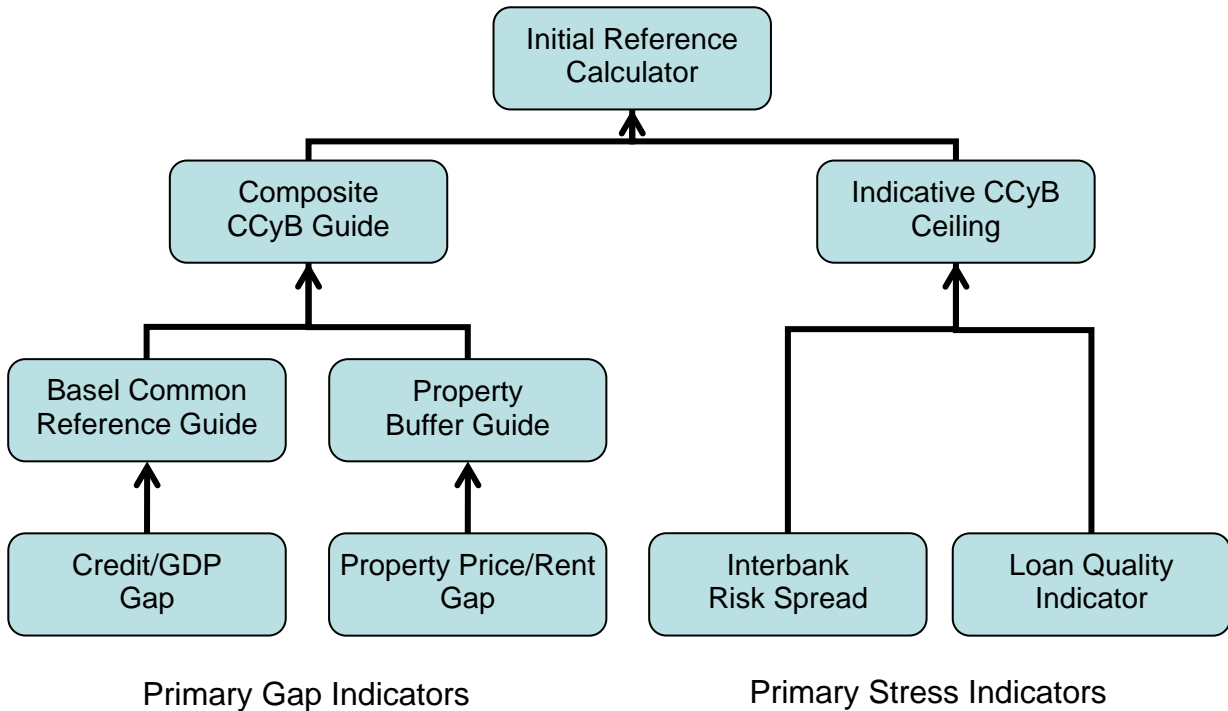 Initial Reference
Calculator
Composite
CCyB Guide
Indicative CCyB
Ceiling
Basel Common
Reference Guide
Property
Buffer Guide
Credit/GDP
Gap
Property Price/Rent
Gap
Interbank
Risk Spread
Loan Quality
Indicator
Primary Gap Indicators
Primary Stress Indicators